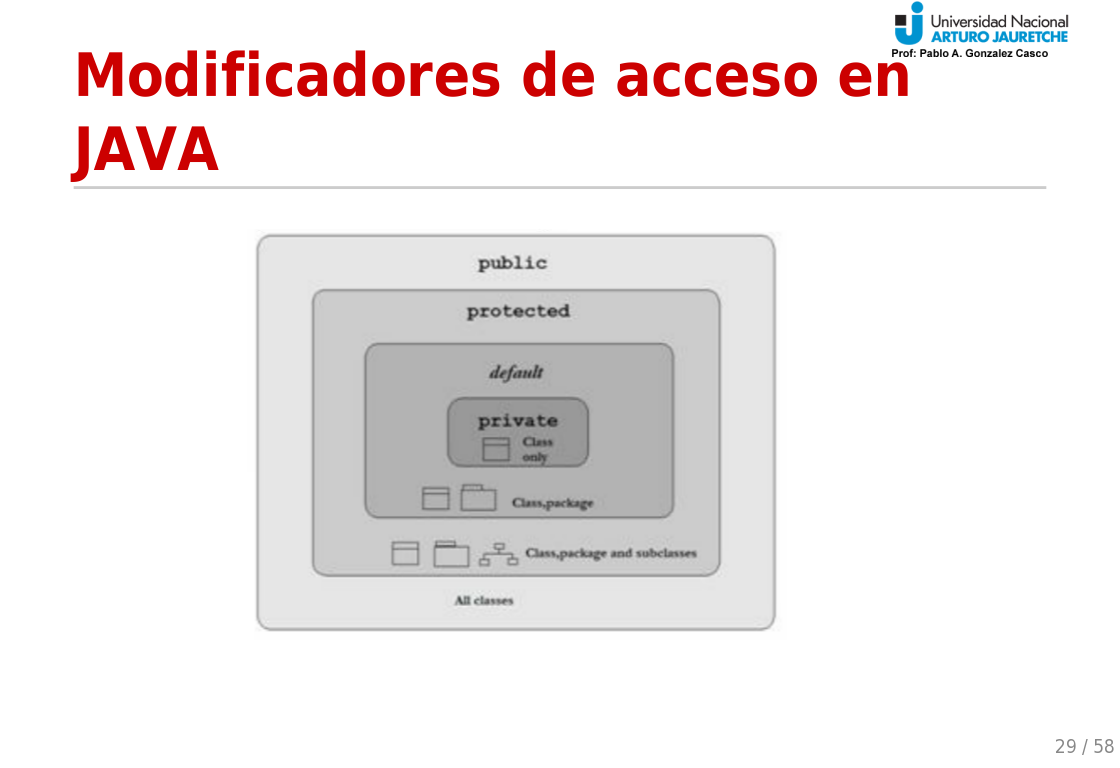 Universidad Nacional
ARTURO JAURETCHE
Prof: Pablo A. Gonzalez Casco
Modificadores de acceso en
JAVA
public
protected
default
private
Class
only
Class,package
Class,package and subclasses
All classes
29 / 58